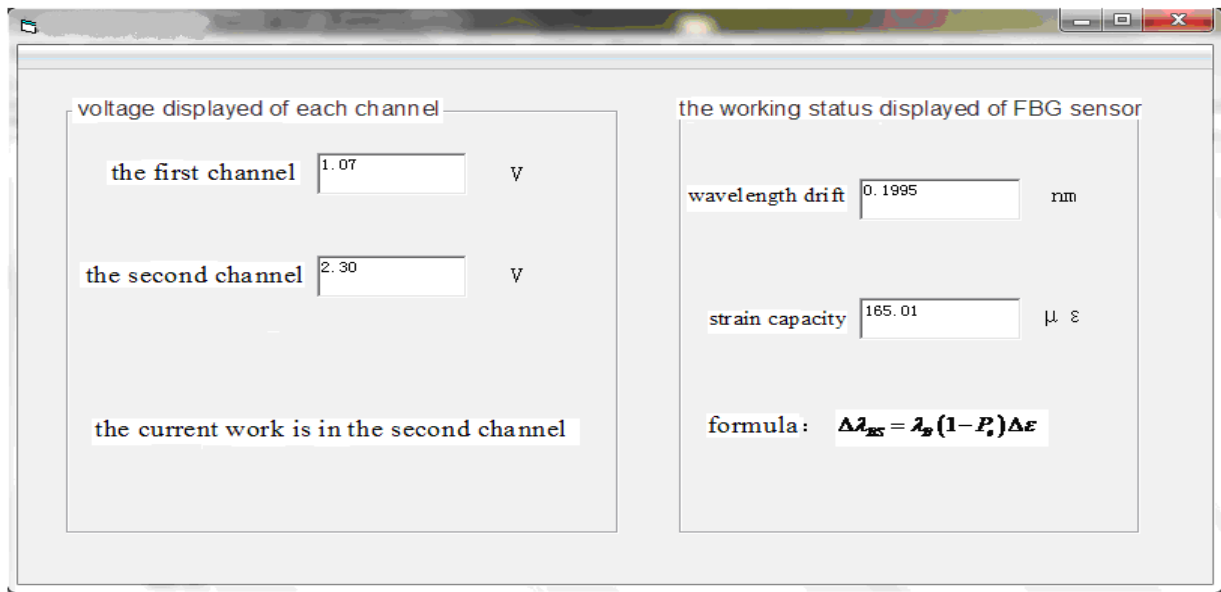 voltage displayed of each channel
the first channel 1.07 V
the second channel 2.30 V
the current work is in the second channel
the working status displayed of FBG sensor
wavelength drift 0.1995 nm
strain capacity 165.01 μ ε
formula: Δλ_BS = λ_B (1−P_e)Δε